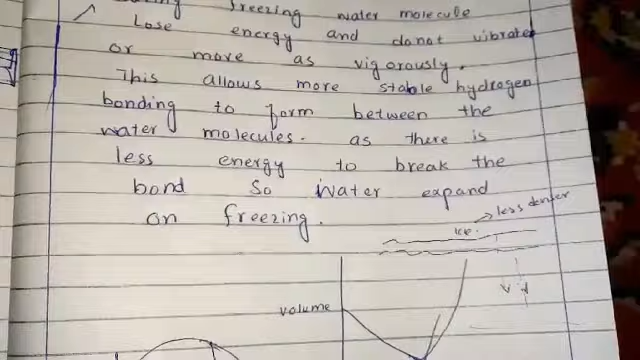 freezing water molecule
Lose energy and donot vibrate
or more as vigorously.
This allows more stable hydrogen
bonding to form between the
water molecules. as there is
less energy to break the
bond So water expand
on freezing.
→ less denser
ice.
volume